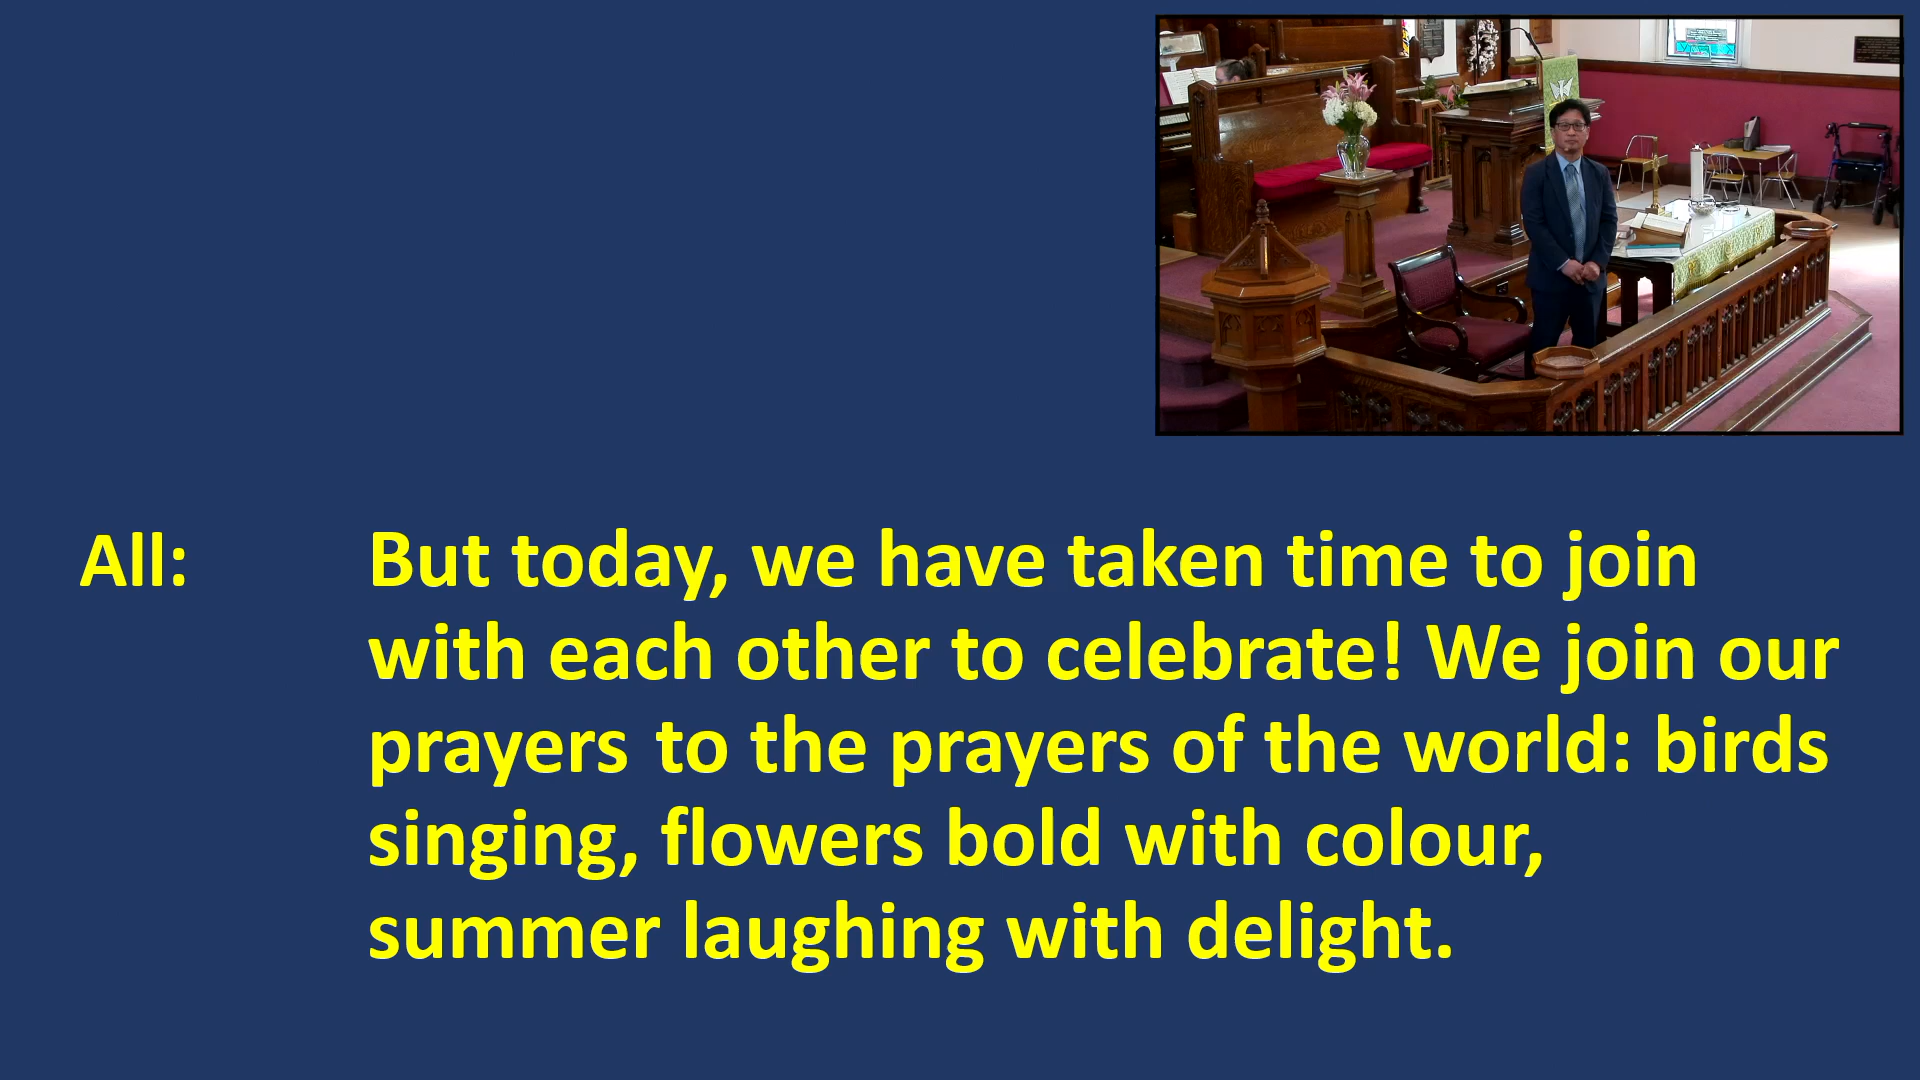 All: But today, we have taken time to join
with each other to celebrate! We join our
prayers to the prayers of the world: birds
singing, flowers bold with colour,
summer laughing with delight.